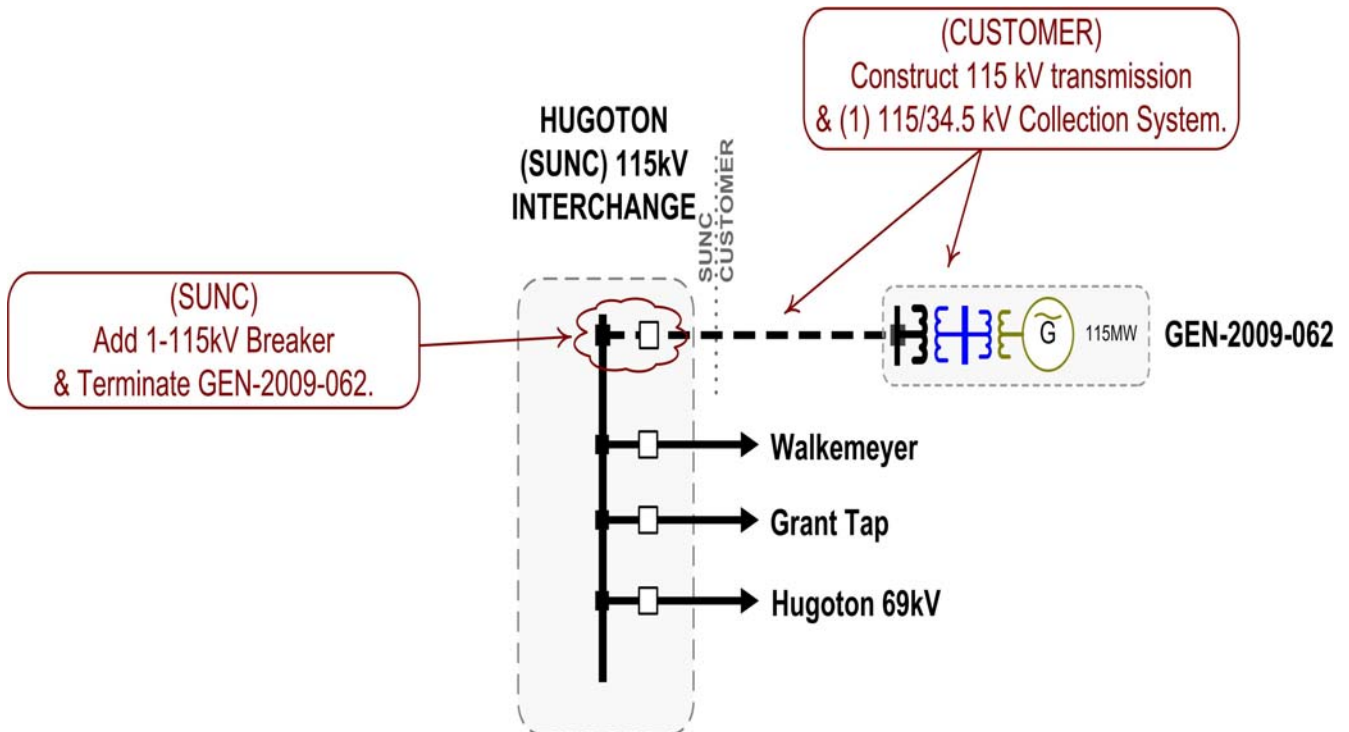 (CUSTOMER)
Construct 115 kV transmission
& (1) 115/34.5 kV Collection System.
HUGOTON
(SUNC) 115kV
INTERCHANGE
SUNC
CUSTOMER
(SUNC)
Add 1-115kV Breaker
& Terminate GEN-2009-062.
G
115MW
GEN-2009-062
Walkemeyer
Grant Tap
Hugoton 69kV